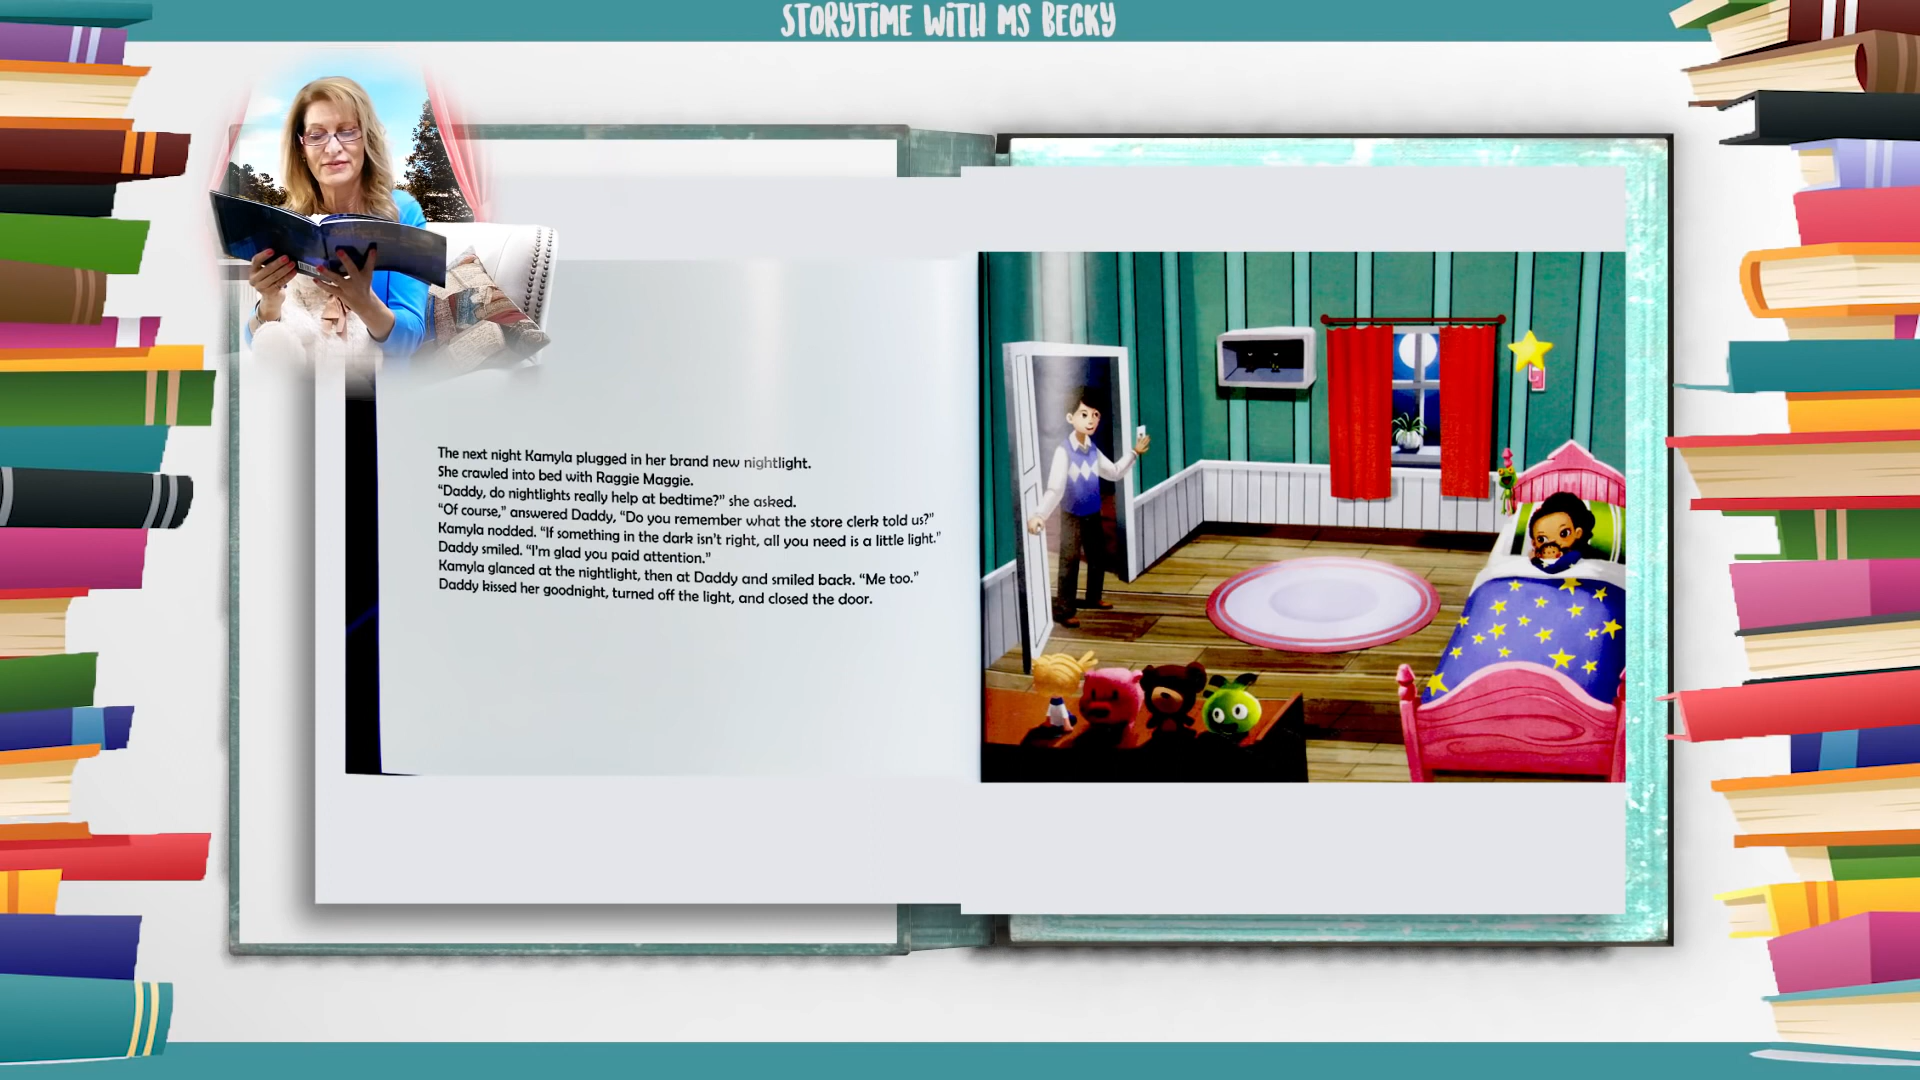 STORYTIME WITH MS BECKY
The next night Kamyla plugged in her brand new nightlight.
She crawled into bed with Raggie Maggie.
“Daddy, do nightlights really help at bedtime?” she asked.
“Of course,” answered Daddy, “Do you remember what the store clerk told us?”
Kamyla nodded. “If something in the dark isn’t right, all you need is a little light.”
Daddy smiled. “I’m glad you paid attention.”
Kamyla glanced at the nightlight, then at Daddy and smiled back. “Me too.”
Daddy kissed her goodnight, turned off the light, and closed the door.